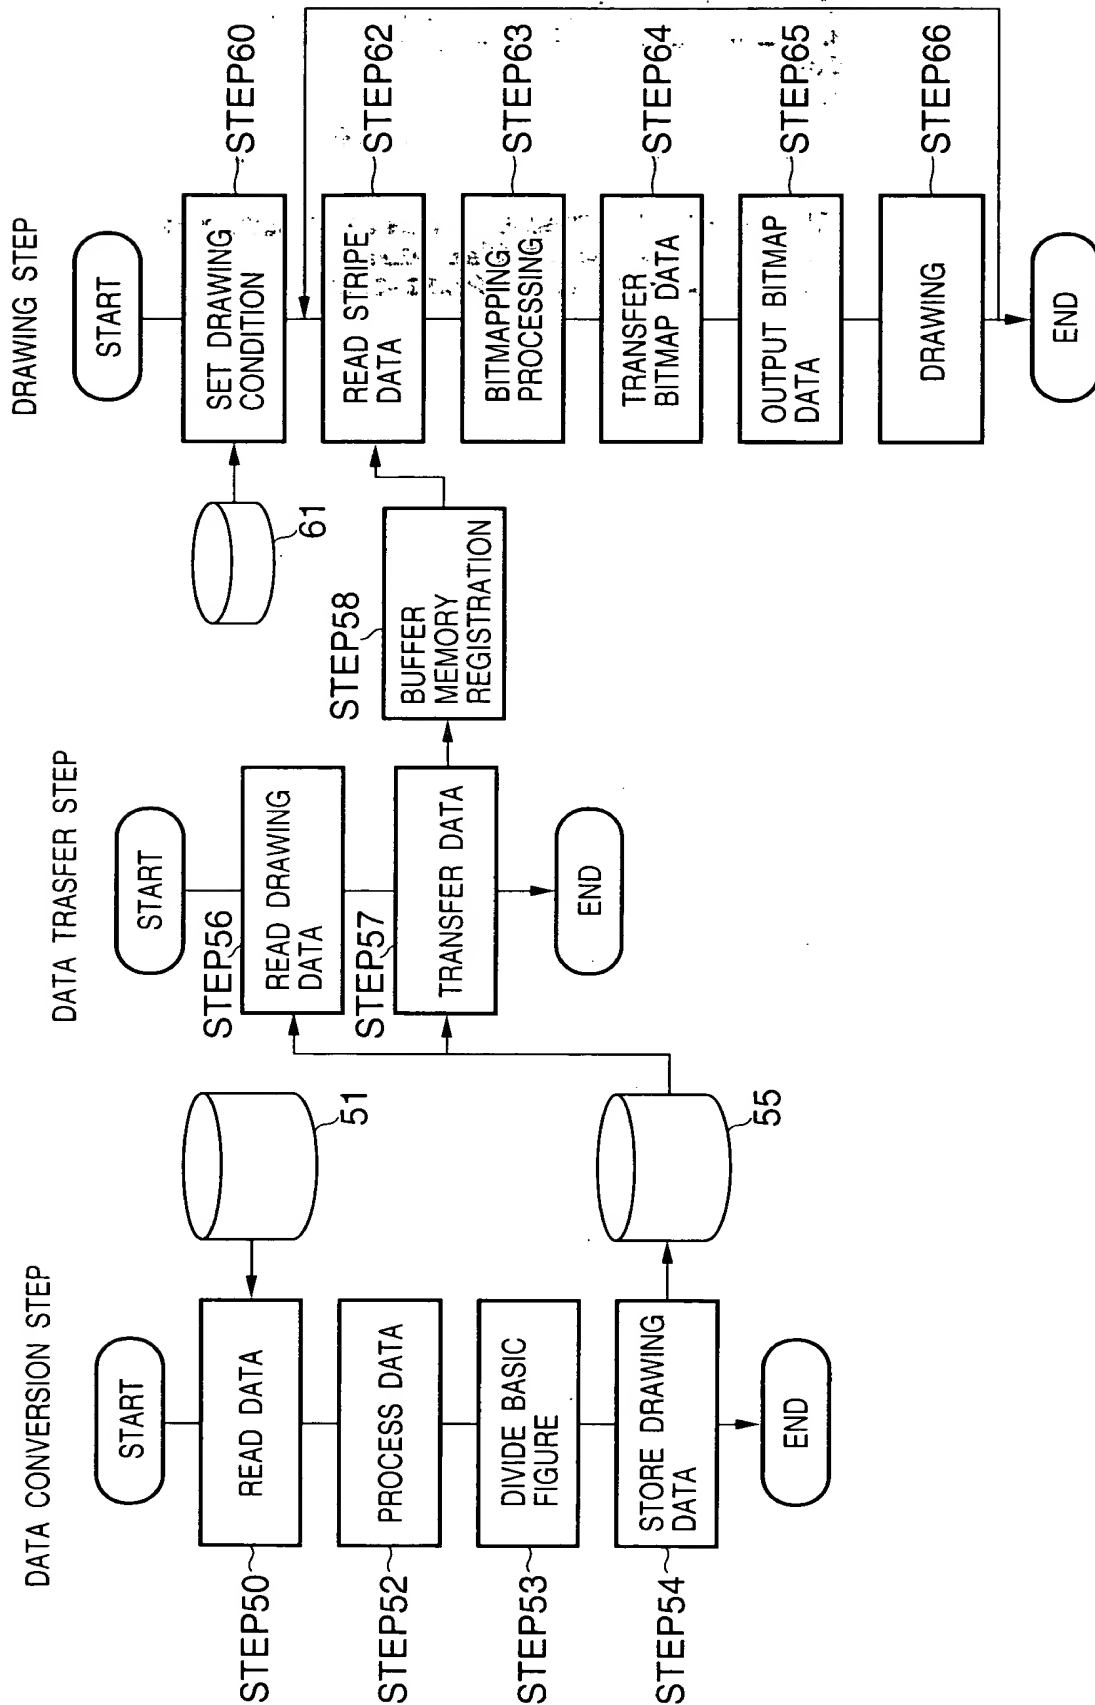 DATA CONVERSION STEP
START
STEP50
READ DATA
51
STEP52
PROCESS DATA
STEP53
DIVIDE BASIC
FIGURE
STEP54
STORE DRAWING
DATA
55
END
DATA TRASFER STEP
START
STEP56
READ DRAWING
DATA
STEP57
TRANSFER DATA
END
STEP58
BUFFER
MEMORY
REGISTRATION
DRAWING STEP
START
61
SET DRAWING
CONDITION
STEP60
READ STRIPE
DATA
STEP62
BITMAPPING
PROCESSING
STEP63
TRANSFER
BITMAP DATA
STEP64
OUTPUT BITMAP
DATA
STEP65
DRAWING
STEP66
END